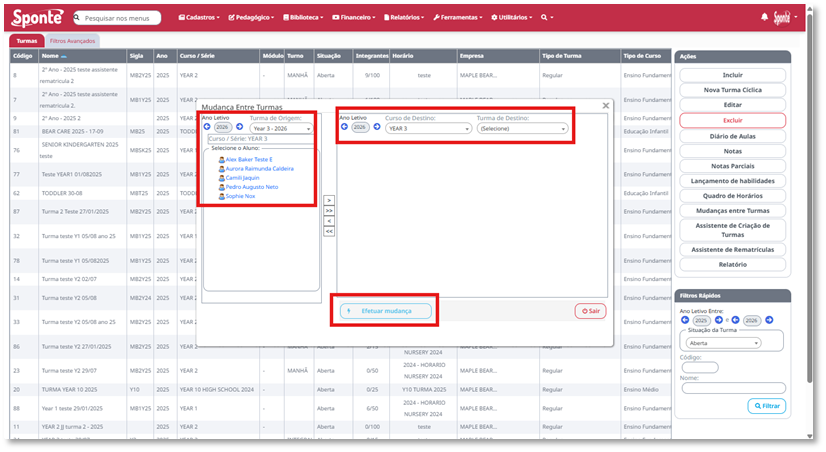 Sponte
Pesquisar nos menus
Cadastros
Pedagógico
Biblioteca
Financeiro
Relatórios
Ferramentas
Utilitários
Sponte
Turmas
Filtros Avançados
Código Nome Sigla Ano Curso / Série Módulo Turno Situação Integrantes Horário Empresa Tipo de Turma Tipo de Curso
8 2º Ano - 2025 teste assistente rematricula 2. MB2Y25 2025 YEAR 2 - MANHÃ Aberta 9/100 teste MAPLE BEAR... Regular Ensino Fundament
7 2º Ano - 2025 teste assistente rematricula. MB1Y25 2025 YEAR
9 2º Ano - 2025 2 MB2Y25 2025 YEAR 2
81 BEAR CARE 2025 - 17-09 MB25 2025 TODD Educação Infantil
76 SENIOR KINDERGARTEN 2025 teste MBSK25 2025 YEAR 1 Ensino Fundament
77 Teste YEAR1 01/082025 MB1Y25 2025 YEAR Ensino Fundament
62 TODDLER 30-08 MBT25 2025 TODD Educação Infantil
87 Turma 2 Teste 27/01/2025 MB2Y25 2025 YEAR 2 Ensino Fundament
32 Turma teste Y1 05/08 ano 25 MB1Y25 2025 YEAR 1 Ensino Fundament
78 Turma teste Y1 05/082025 MB1Y25 2025 YEAR 1 Ensino Fundament
14 Turma teste Y2 02/07 MB2Y25 2025 YEAR 2 Ensino Fundament
31 Turma teste Y2 05/08 MB2Y24 2025 YEAR 2 Ensino Fundament
33 Turma teste Y2 05/08 ano 25 MB2Y25 2025 YEAR 2 Ensino Fundament
86 Turma teste Y2 27/01/2025 MB2Y25 2025 YEAR 2 MANHÃ Aberta 0/50 NURSERY 2024 MAPLE BEAR... Regular Ensino Fundament
23 Turma teste Y2 29/07 MB2Y25 2025 YEAR 2 - MANHÃ Aberta 0/50 2024 - HORARIO NURSERY 2024 MAPLE BEAR... Regular Ensino Fundament
20 TURMA YEAR 10 2025 Y10 2025 YEAR 10 HIGH SCHOOL 2024 - Aberta 0/25 Y10 TURMA 2025 MAPLE BEAR... Regular Ensino Médio
88 Year 1 teste 29/01/2025 MB1Y25 2025 YEAR 1 - Aberta 6/50 2024 - HORARIO NURSERY 2024 MAPLE BEAR... Regular Ensino Fundament
11 YEAR 2 JJ turma 2 - 2025 2025 YEAR 2 - Aberta 0/100 teste MAPLE BEAR... Regular Ensino Fundament
Mudança Entre Turmas
Ano Letivo Turma de Origem:
2026 Year 3 - 2026
Curso / Série: YEAR 3
Selecione o Aluno:
Alex Baker Teste E
Aurora Raimunda Caldeira
Camili Jaquin
Pedro Augusto Neto
Sophie Nox
>
>>
<
<<
Ano Letivo Curso de Destino: Turma de Destino:
2026 YEAR 3 (Selecione)
Efetuar mudança
Sair
Ações
Incluir
Nova Turma Cíclica
Editar
Excluir
Diário de Aulas
Notas
Notas Parciais
Lançamento de habilidades
Quadro de Horários
Mudanças entre Turmas
Assistente de Criação de
Turmas
Assistente de Rematrículas
Relatório
Filtros Rápidos
Ano Letivo Entre:
2025 e 2026
Situação da Turma
Aberta
Código:
Nome:
Filtrar